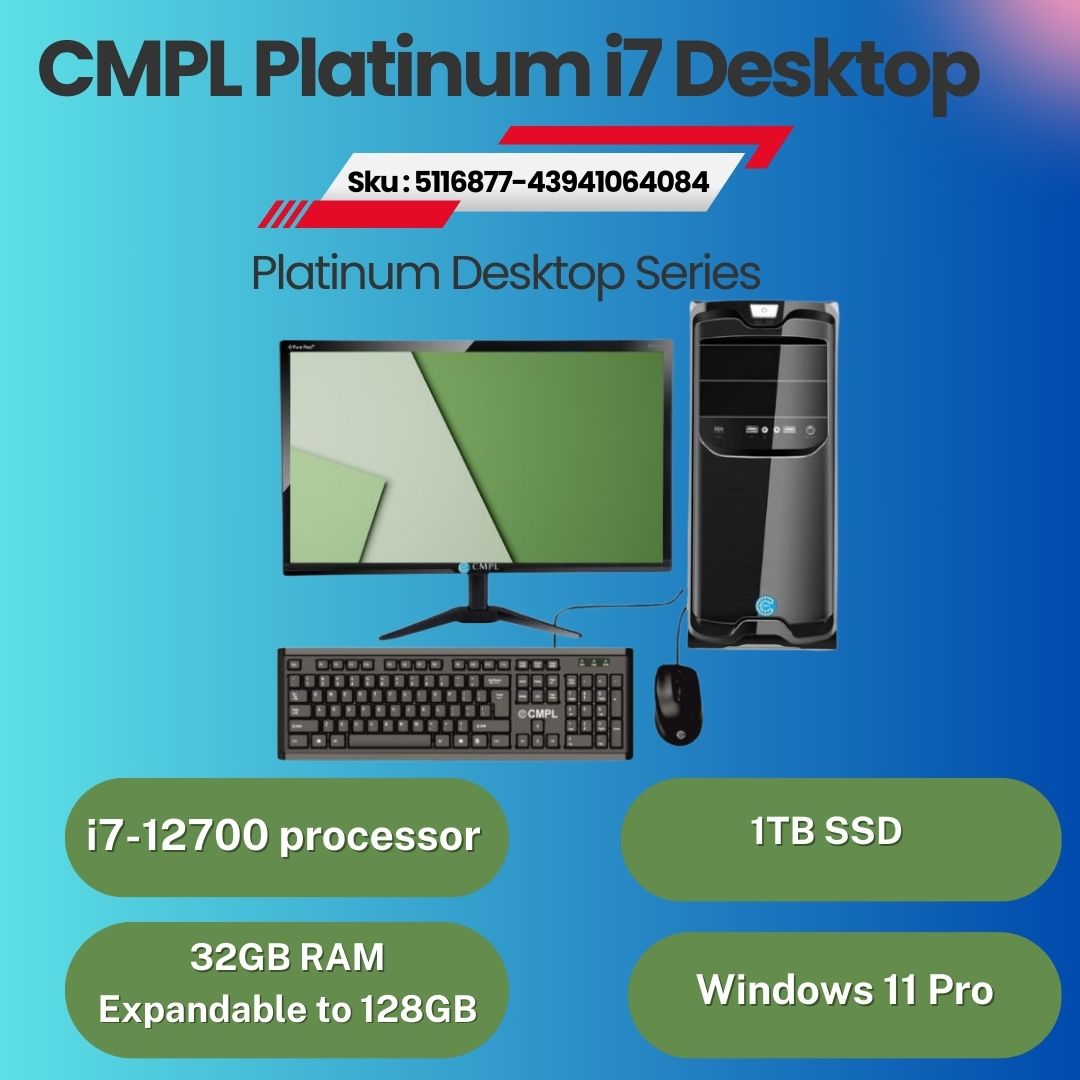 CMPL Platinum i7 Desktop
Sku : 5116877-43941064084
Platinum Desktop Series
CMPL
CMPL
i7-12700 processor
1TB SSD
32GB RAM
Expandable to 128GB
Windows 11 Pro